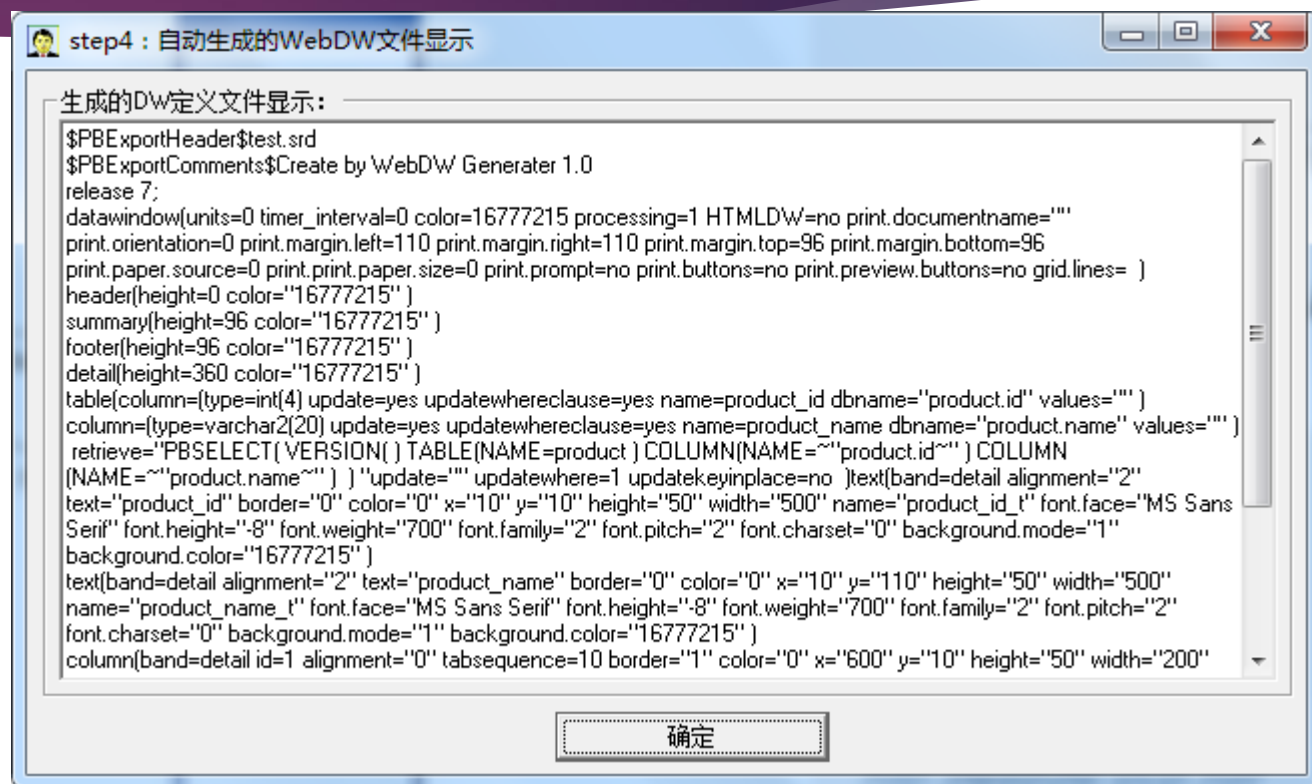 step4：自动生成的WebDW文件显示
生成的DW定义文件显示：
$PBExportHeader$test.srd
$PBExportComments$Create by WebDW Generater 1.0
release 7;
datawindow(units=0 timer_interval=0 color=16777215 processing=1 HTMLDW=no print.documentname=""
print.orientation=0 print.margin.left=110 print.margin.right=110 print.margin.top=96 print.margin.bottom=96
print.paper.source=0 print.print.paper.size=0 print.prompt=no print.buttons=no print.preview.buttons=no grid.lines=  )
header(height=0 color="16777215" )
summary(height=96 color="16777215" )
footer(height=96 color="16777215" )
detail(height=360 color="16777215" )
table(column=(type=int(4) update=yes updatewhereclause=yes name=product_id dbname="product.id" values="" )
column=(type=varchar2(20) update=yes updatewhereclause=yes name=product_name dbname="product.name" values="" )
retrieve="PBSELECT( VERSION( ) TABLE(NAME=product ) COLUMN(NAME=~"product.id~" ) COLUMN
(NAME=~"product.name~" )  ) "update="" updatewhere=1 updatekeyinplace=no  )text(band=detail alignment="2"
text="product_id" border="0" color="0" x="10" y="10" height="50" width="500" name="product_id_t" font.face="MS Sans
Serif" font.height="-8" font.weight="700" font.family="2" font.pitch="2" font.charset="0" background.mode="1"
background.color="16777215" )
text(band=detail alignment="2" text="product_name" border="0" color="0" x="10" y="110" height="50" width="500"
name="product_name_t" font.face="MS Sans Serif" font.height="-8" font.weight="700" font.family="2" font.pitch="2"
font.charset="0" background.mode="1" background.color="16777215" )
column(band=detail id=1 alignment="0" tabsequence=10 border="1" color="0" x="600" y="10" height="50" width="200"
确定